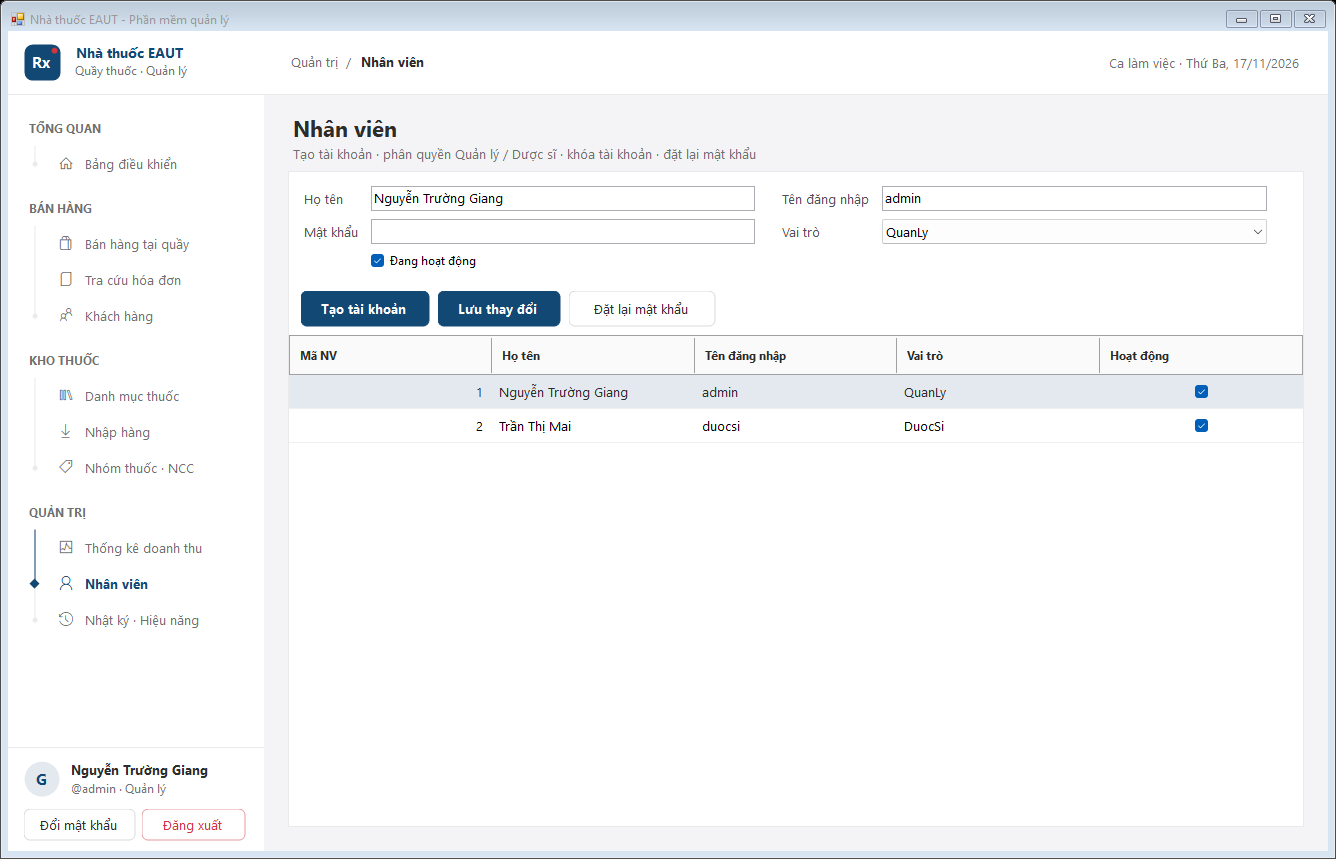 Nhà thuốc EAUT - Phần mềm quản lý
Rx
Nhà thuốc EAUT
Quầy thuốc · Quản lý
Quản trị / Nhân viên
Ca làm việc · Thứ Ba, 17/11/2026
TỔNG QUAN
Bảng điều khiển
BÁN HÀNG
Bán hàng tại quầy
Tra cứu hóa đơn
Khách hàng
KHO THUỐC
Danh mục thuốc
Nhập hàng
Nhóm thuốc · NCC
QUẢN TRỊ
Thống kê doanh thu
Nhân viên
Nhật ký · Hiệu năng
G
Nguyễn Trường Giang
@admin · Quản lý
Đổi mật khẩu
Đăng xuất
Nhân viên
Tạo tài khoản · phân quyền Quản lý / Dược sĩ · khóa tài khoản · đặt lại mật khẩu
Họ tên Nguyễn Trường Giang Tên đăng nhập admin
Mật khẩu Vai trò QuanLy
Đang hoạt động
Tạo tài khoản Lưu thay đổi Đặt lại mật khẩu
Mã NV Họ tên Tên đăng nhập Vai trò Hoạt động
1 Nguyễn Trường Giang admin QuanLy
2 Trần Thị Mai duocsi DuocSi